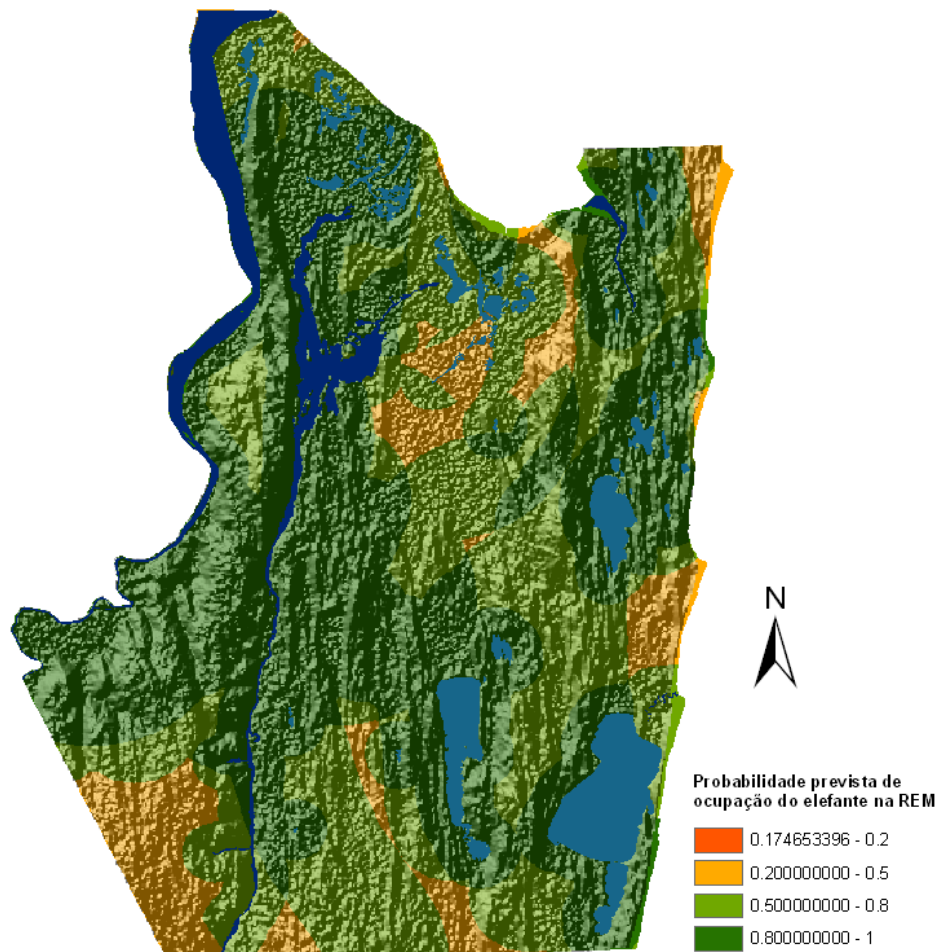 N
Probabilidade prevista de
ocupação do elefante na REM
0.174653396 - 0.2
0.200000000 - 0.5
0.500000000 - 0.8
0.800000000 - 1